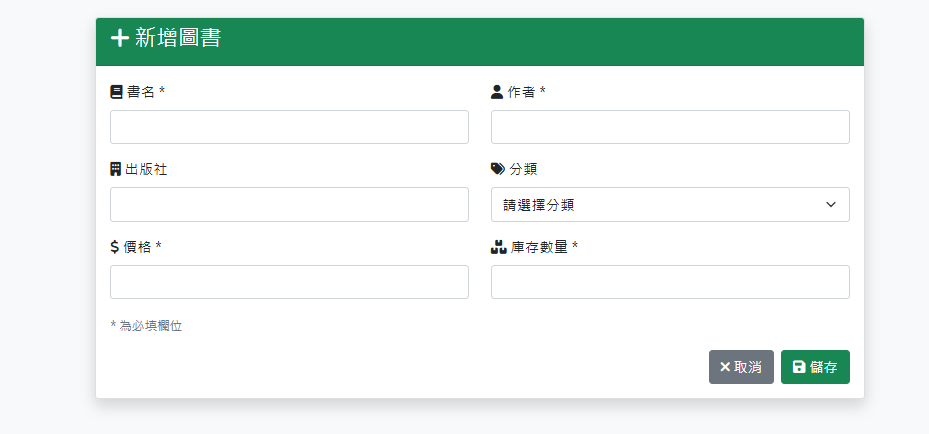 新增圖書
書名 *
作者 *
出版社
分類
請選擇分類
價格 *
庫存數量 *
* 為必填欄位
取消
儲存